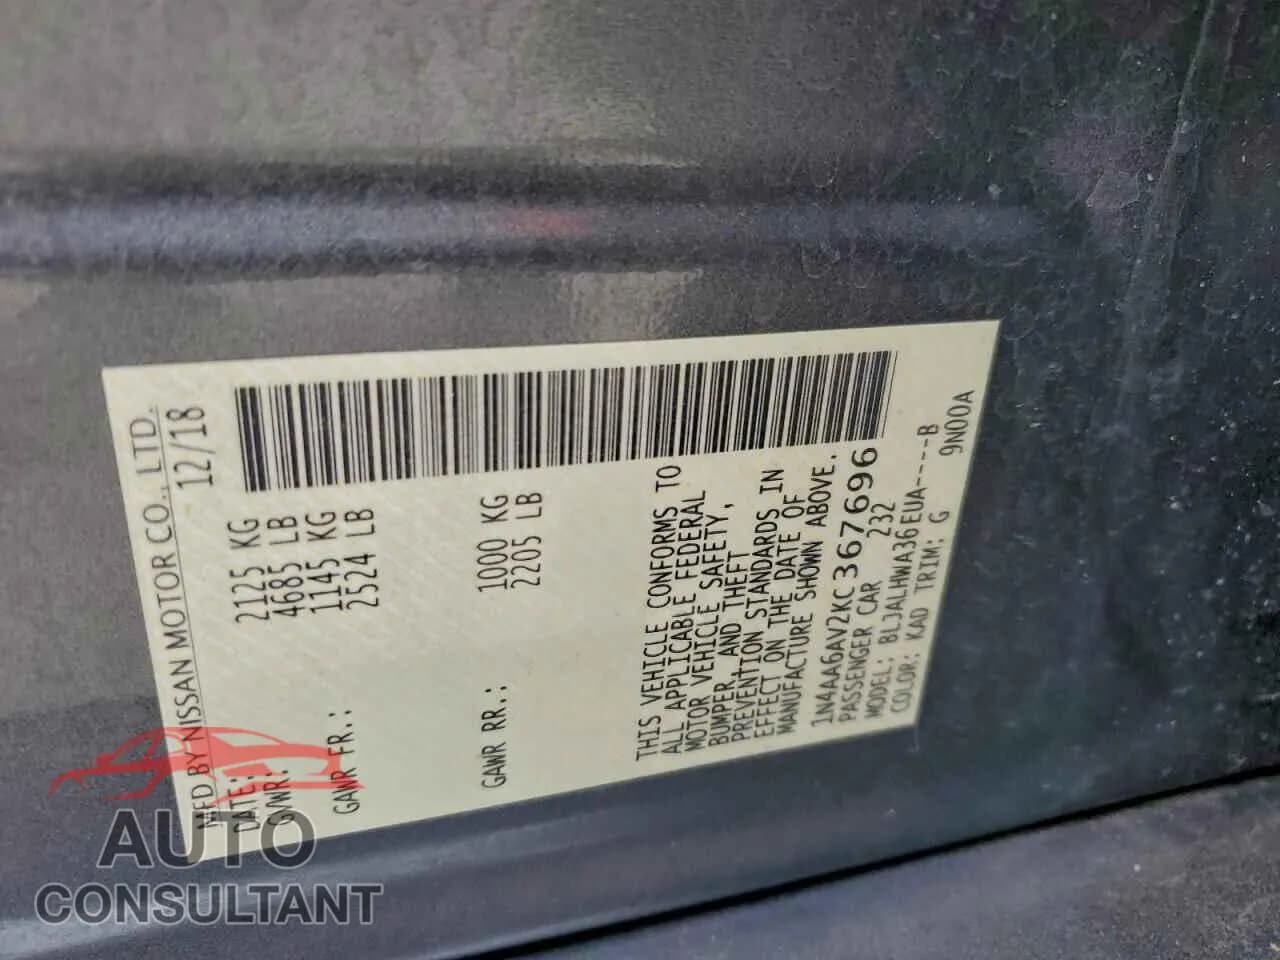 MFD BY NISSAN MOTOR CO., LTD.
DATE: 12/18
GVWR: 2125 KG
4685 LB
GAWR FR.: 1145 KG
2524 LB
GAWR RR.: 1000 KG
2205 LB
THIS VEHICLE CONFORMS TO
ALL APPLICABLE FEDERAL
MOTOR VEHICLE SAFETY,
BUMPER, AND THEFT
PREVENTION STANDARDS IN
EFFECT ON THE DATE OF
MANUFACTURE SHOWN ABOVE.
1N4AA6AV2KC367696
PASSENGER CAR 232
MODEL: BLJALHWA36EUA----B
COLOR: KAD TRIM: G 9N00A
AUTO
CONSULTANT